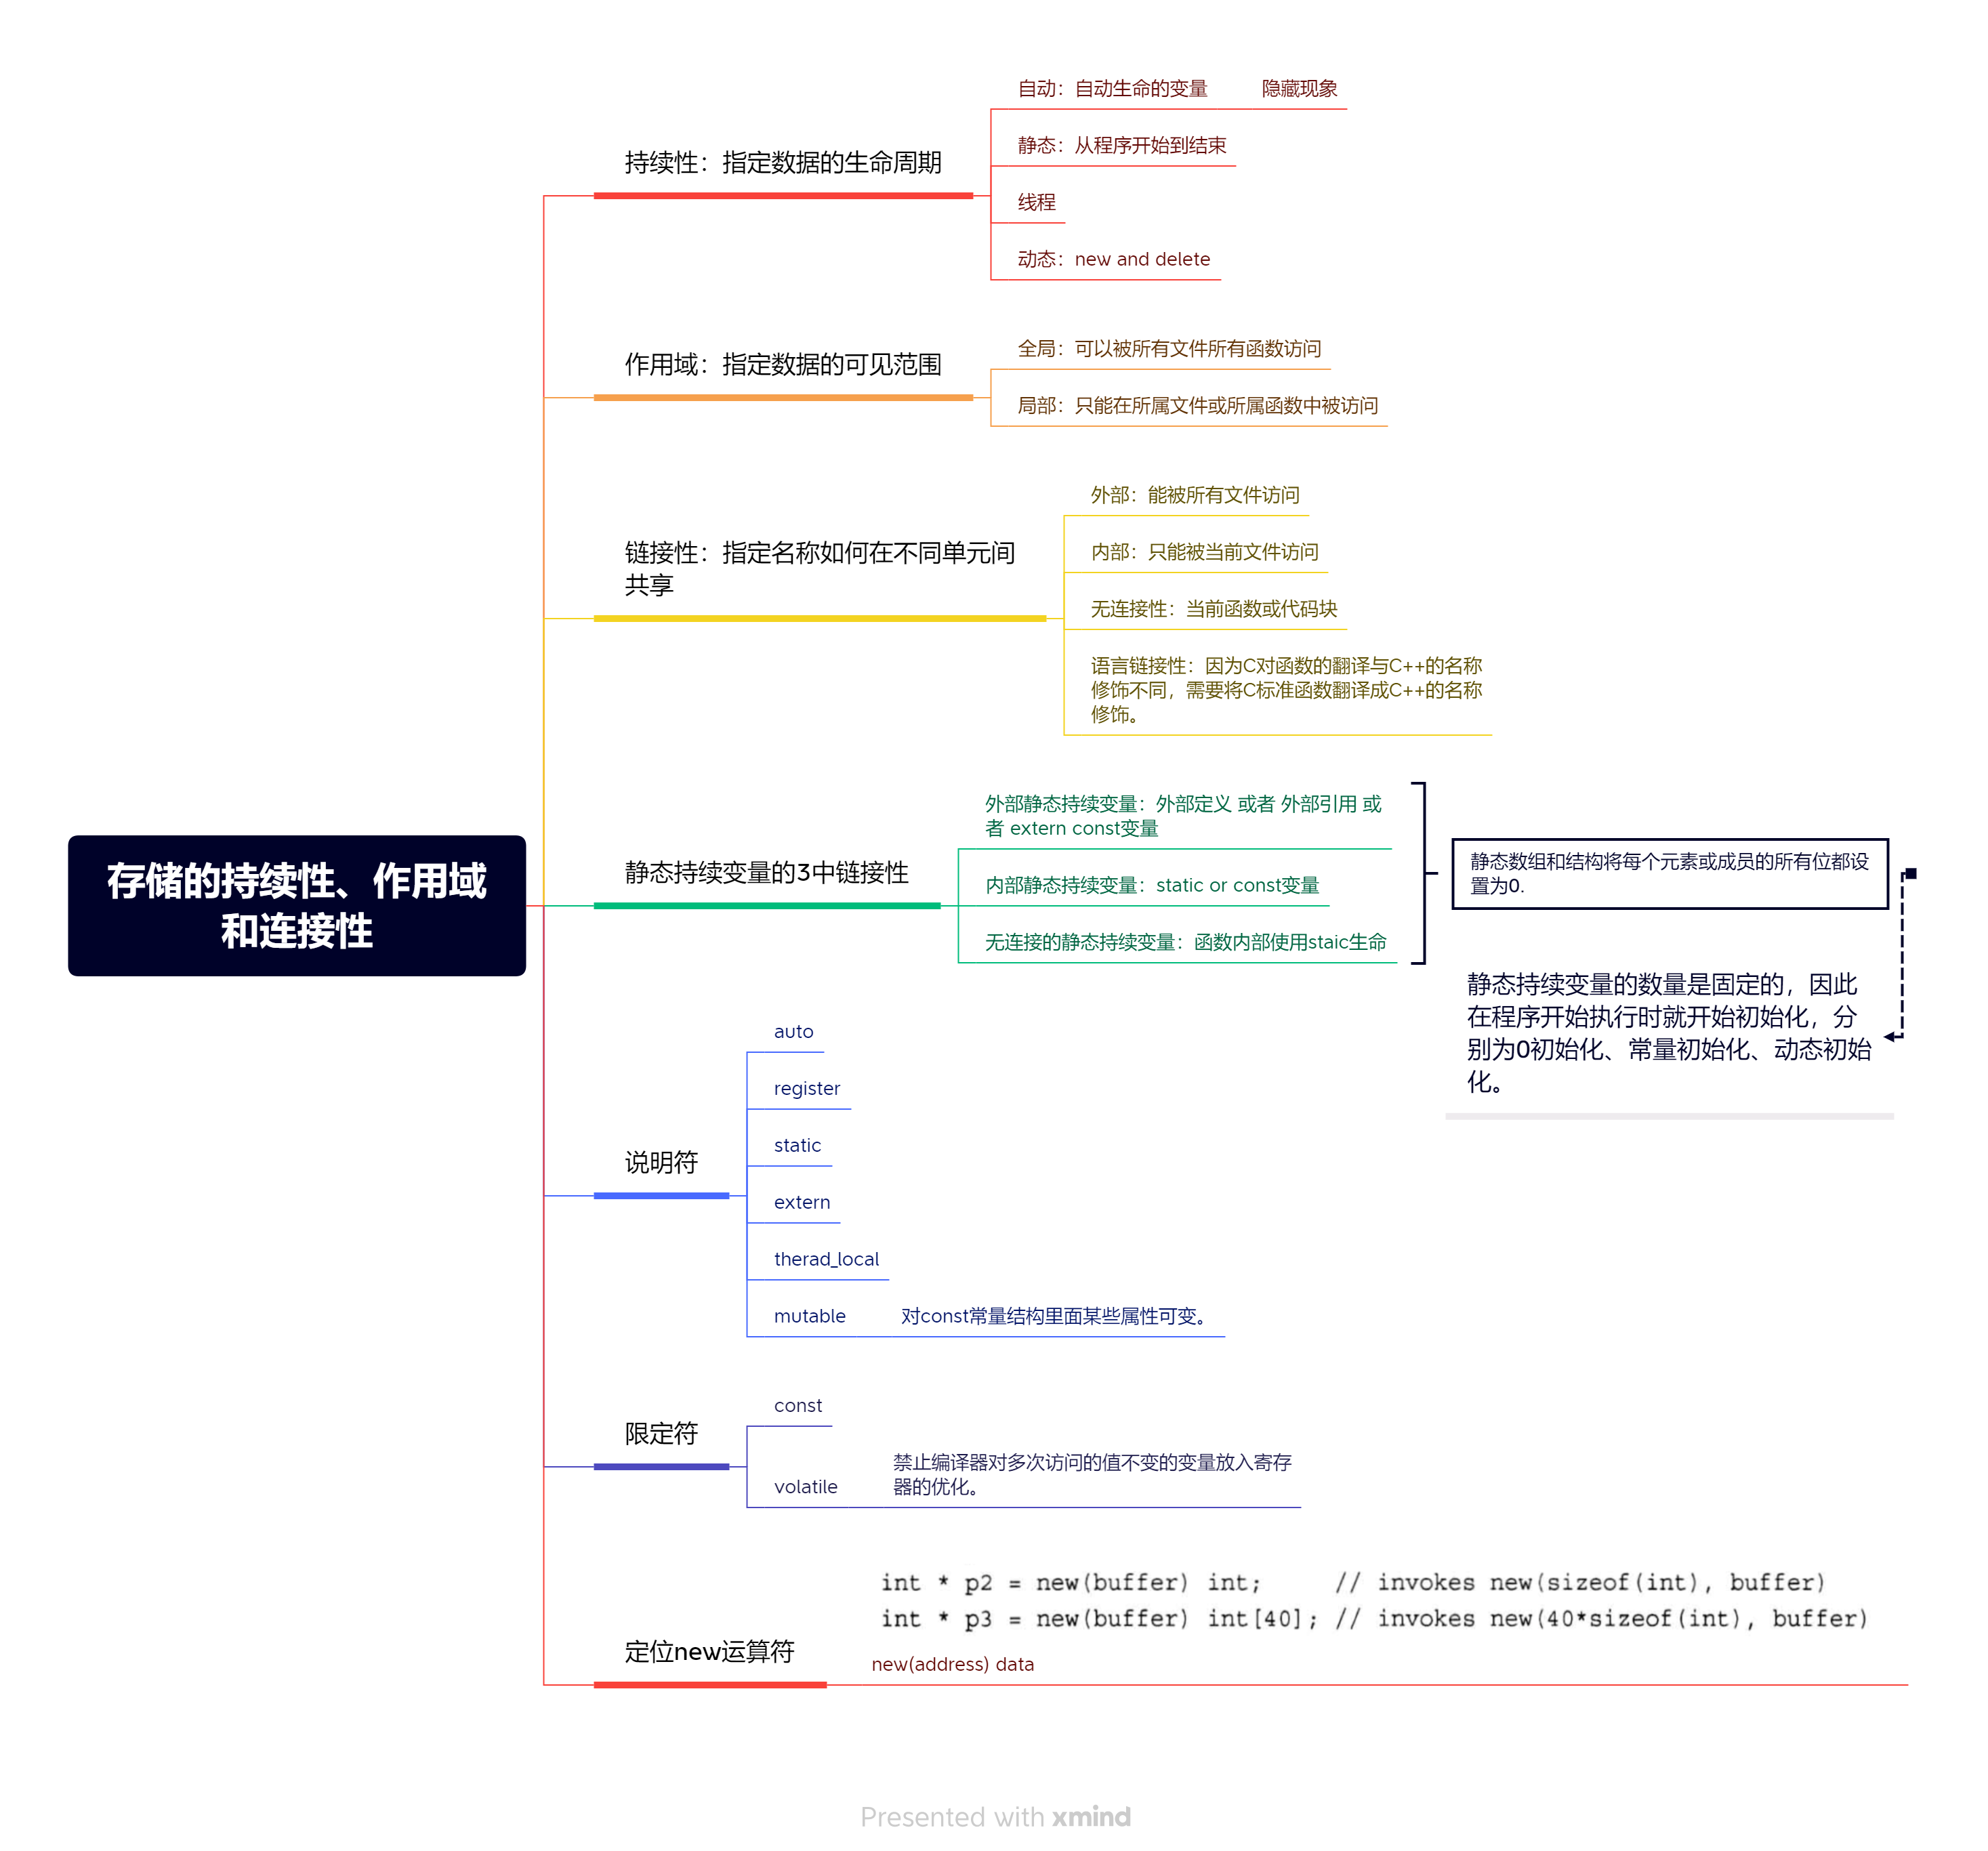 存储的持续性、作用域
和连接性
持续性：指定数据的生命周期
自动：自动生命的变量
隐藏现象
静态：从程序开始到结束
线程
动态：new and delete
作用域：指定数据的可见范围
全局：可以被所有文件所有函数访问
局部：只能在所属文件或所属函数中被访问
链接性：指定名称如何在不同单元间
共享
外部：能被所有文件访问
内部：只能被当前文件访问
无连接性：当前函数或代码块
语言链接性：因为C对函数的翻译与C++的名称
修饰不同，需要将C标准函数翻译成C++的名称
修饰。
静态持续变量的3中链接性
外部静态持续变量：外部定义 或者 外部引用 或
者 extern const变量
内部静态持续变量：static or const变量
无连接的静态持续变量：函数内部使用staic生命
静态数组和结构将每个元素或成员的所有位都设
置为0.
静态持续变量的数量是固定的，因此
在程序开始执行时就开始初始化，分
别为0初始化、常量初始化、动态初始
化。
说明符
auto
register
static
extern
therad_local
mutable
对const常量结构里面某些属性可变。
限定符
const
volatile
禁止编译器对多次访问的值不变的变量放入寄存
器的优化。
定位new运算符
int * p2 = new(buffer) int;     // invokes new(sizeof(int), buffer)
int * p3 = new(buffer) int[40]; // invokes new(40*sizeof(int), buffer)
new(address) data
Presented with xmind